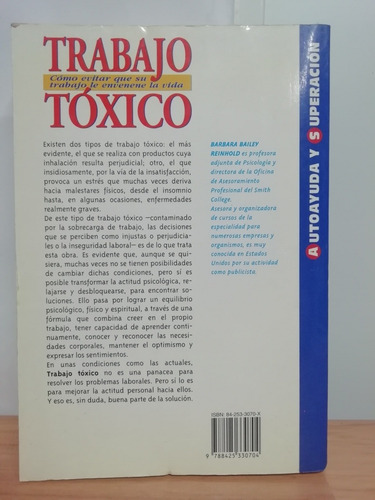 TRABAJO
Cómo evitar que su
trabajo le envenene la vida
TÓXICO
Existen dos tipos de trabajo tóxico: el más
evidente, el que se realiza con productos cuya
inhalación resulta perjudicial; otro, el que
insidiosamente, por la vía de la insatisfacción,
provoca un estrés que muchas veces deriva
hacia malestares físicos, desde el insomnio
hasta, en algunas ocasiones, enfermedades
realmente graves.
De este tipo de trabajo tóxico —contaminado
por la sobrecarga de trabajo, las decisiones
que se perciben como injustas o perjudicia-
les o la inseguridad laboral— es de lo que trata
esta obra. Es evidente que, aunque se
quisiera, muchas veces no se tienen posibilidades
de cambiar dichas condiciones, pero sí es
posible transformar la actitud psicológica, re-
lajarse y desbloquearse, para encontrar so-
luciones. Ello pasa por lograr un equilibrio
psicológico, físico y espiritual, a través de una
fórmula que combina creer en el propio
trabajo, tener capacidad de aprender conti-
nuamente, conocer y reconocer las necesi-
dades corporales, mantener el optimismo y
expresar los sentimientos.
En unas condiciones como las actuales,
Trabajo tóxico no es una panacea para
resolver los problemas laborales. Pero sí lo es
para mejorar la actitud personal hacia ellos.
Y eso es, sin duda, buena parte de la solución.
BARBARA BAILEY
REINHOLD es profesora
adjunta de Psicología y
directora de la Oficina
de Asesoramiento
Profesional del Smith
College.
Asesora y organizadora
de cursos de la
especialidad para
numerosas empresas y
organismos, es muy
conocida en Estados
Unidos por su actividad
como publicista.
AUTOAYUDA Y SUPERACIÓN
ISBN 84-253-3070-X
9 788423 330704